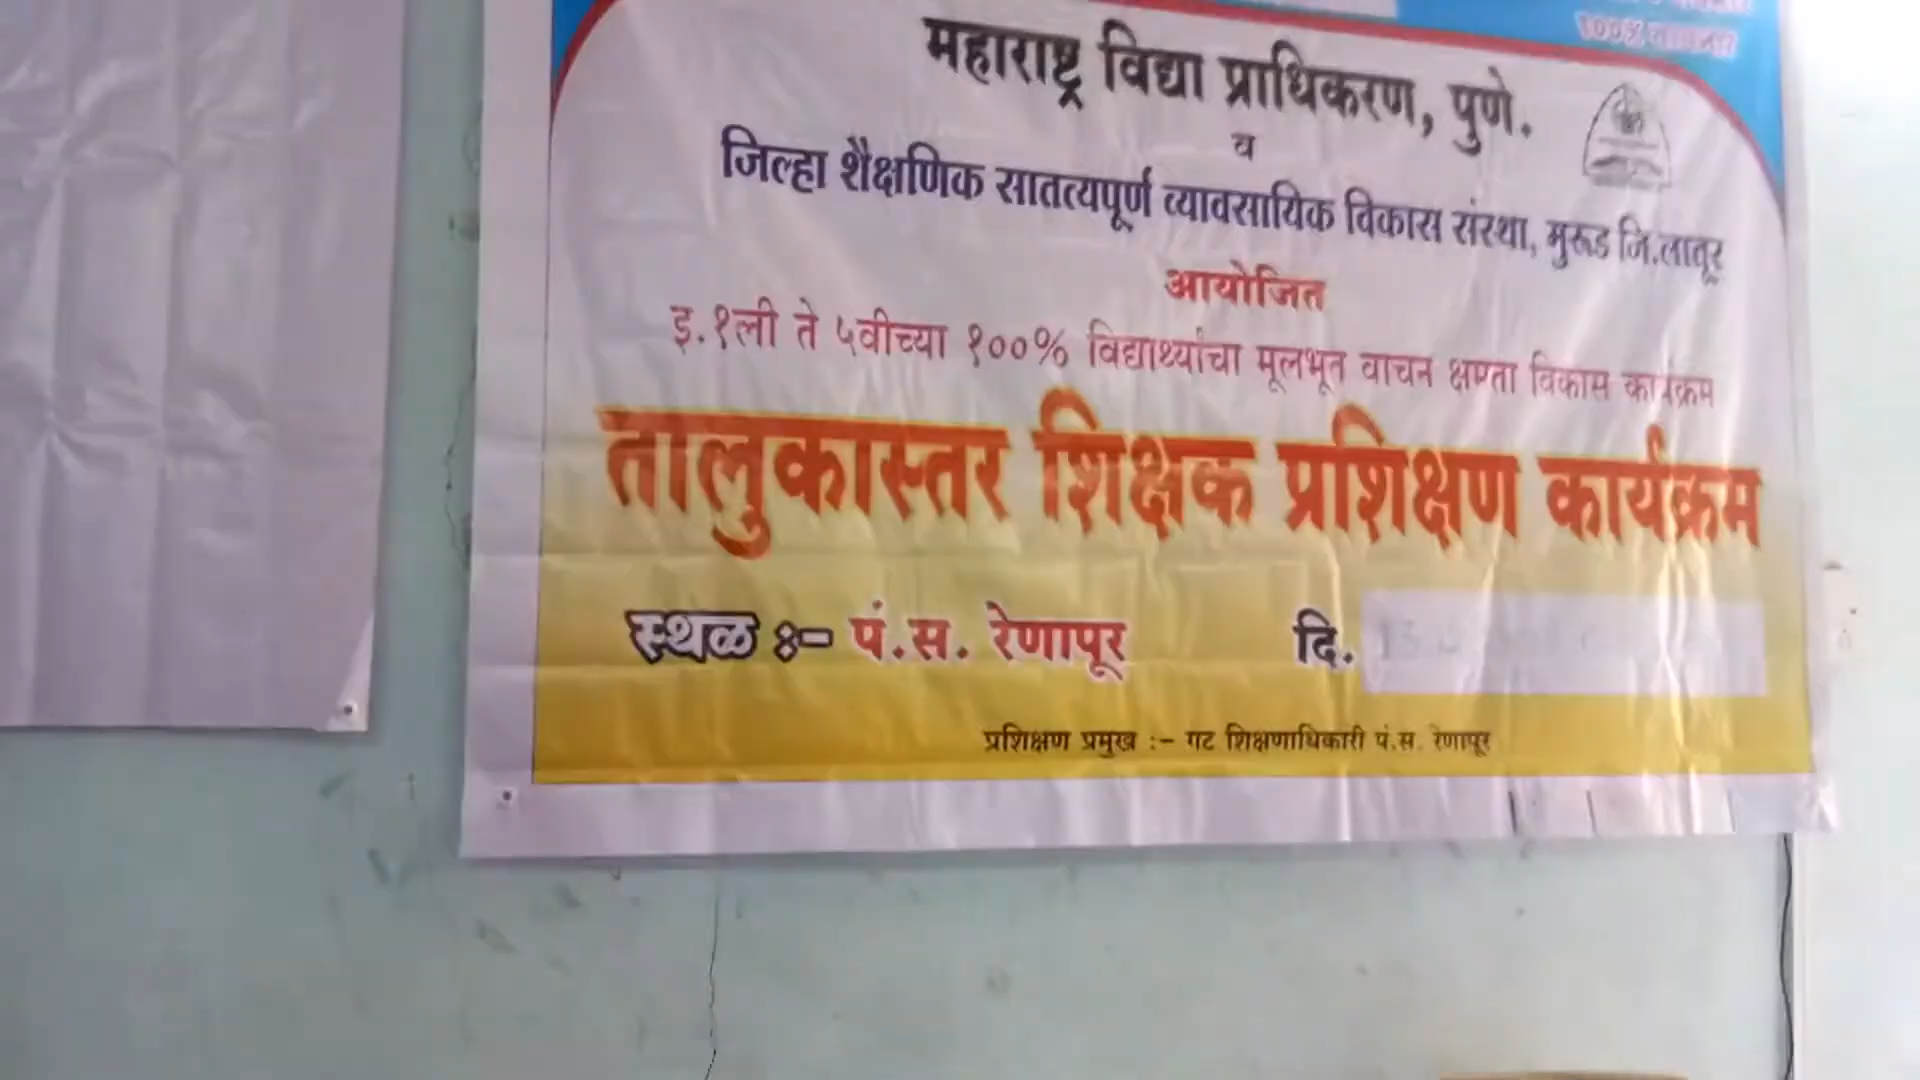 महाराष्ट्र विद्या प्राधिकरण, पुणे.
व
जिल्हा शैक्षणिक सातत्यपूर्ण व्यावसायिक विकास संस्था, मुरूड जि.लातूर
आयोजित
इ.१ली ते ५वीच्या १००% विद्यार्थ्यांचा मूलभूत वाचन क्षमता विकास कार्यक्रम
तालुकास्तर शिक्षक प्रशिक्षण कार्यक्रम
स्थळ :- पं.स. रेणापूर दि.
प्रशिक्षण प्रमुख :- गट शिक्षणाधिकारी पं.स. रेणापूर